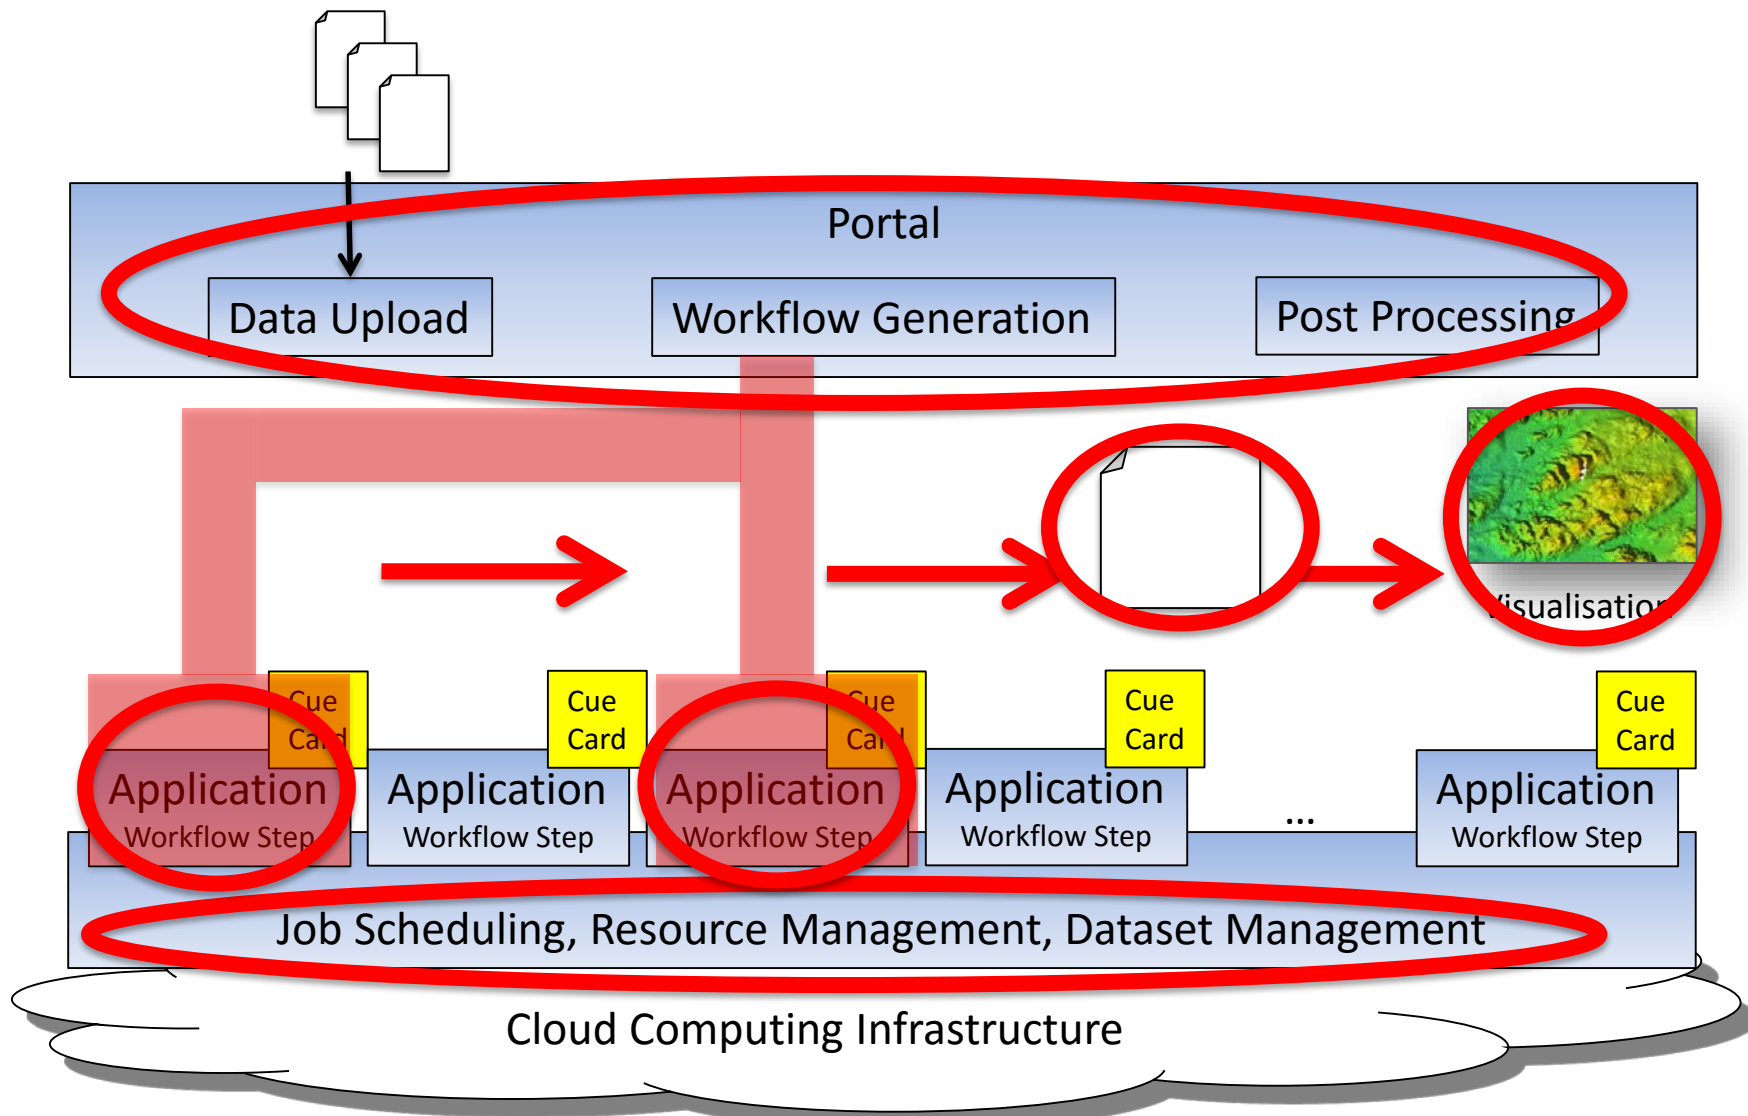 Portal
Data Upload
Workflow Generation
Post Processing
Visualisation
Cue
Card
Cue
Card
Cue
Card
Cue
Card
Cue
Card
Application
Workflow Step
Application
Workflow Step
Application
Workflow Step
Application
Workflow Step
...
Application
Workflow Step
Job Scheduling, Resource Management, Dataset Management
Cloud Computing Infrastructure